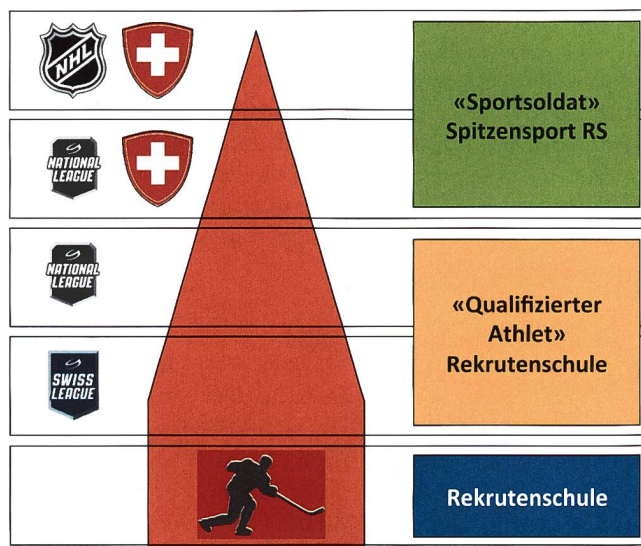 NHL
«Sportsoldat»
Spitzensport RS
NATIONAL
LEAGUE
NATIONAL
LEAGUE
«Qualifizierter
Athlet»
Rekrutenschule
SWISS
LEAGUE
Rekrutenschule